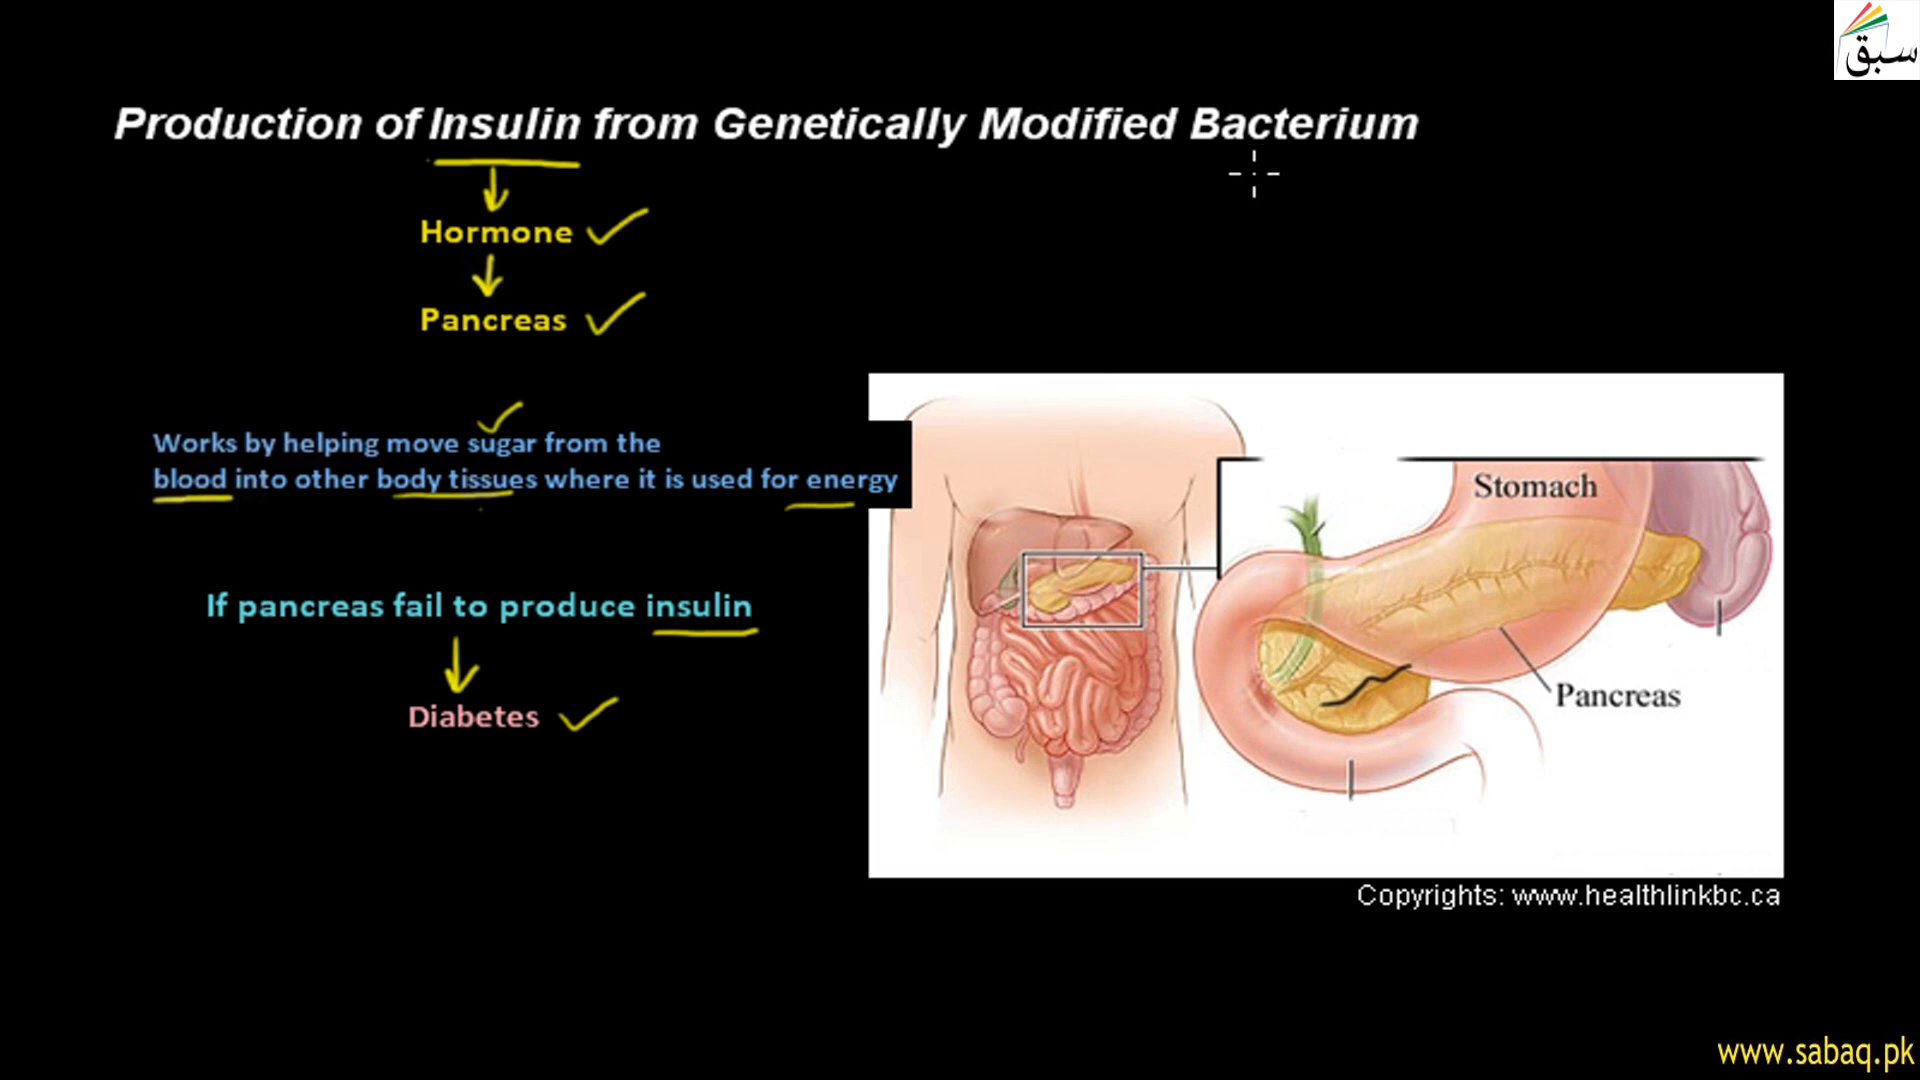 سبق
Production of Insulin from Genetically Modified Bacterium
Hormone
Pancreas
Works by helping move sugar from the
blood into other body tissues where it is used for energy
If pancreas fail to produce insulin
Diabetes
Stomach
Pancreas
Copyrights: www.healthlinkbc.ca
www.sabaq.pk